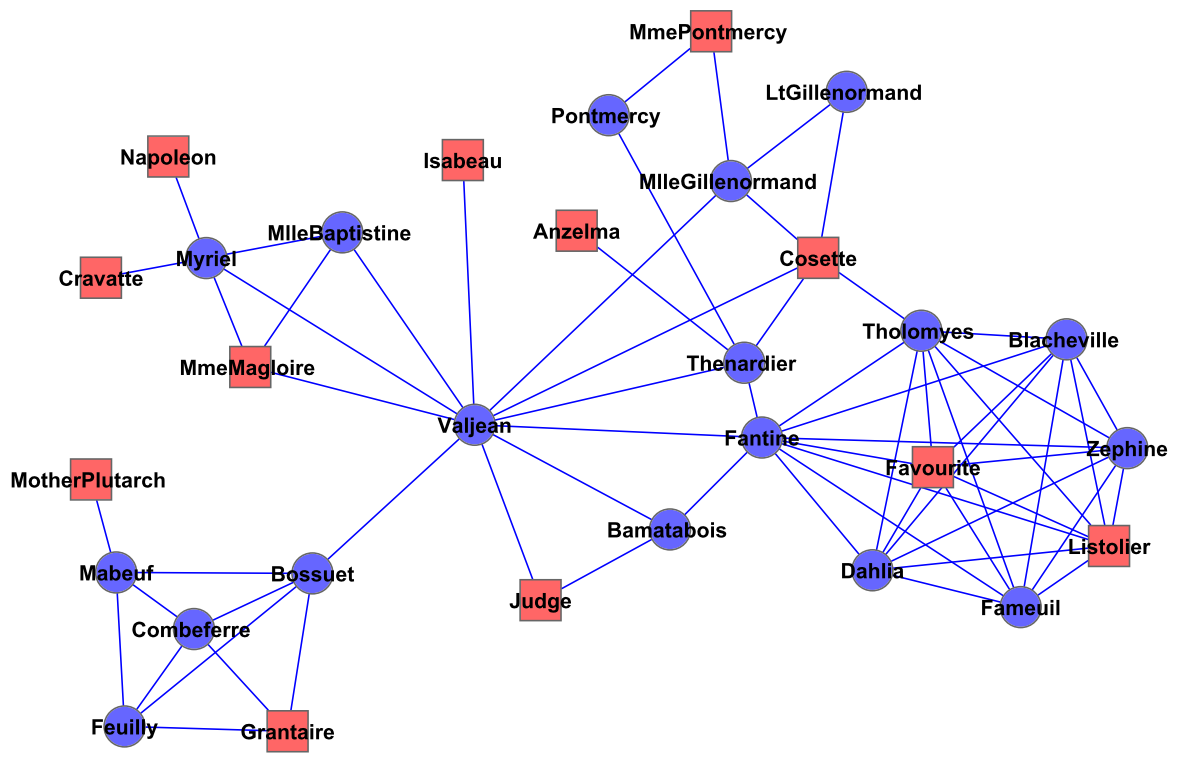 MmePontmercy
LtGillenormand
Pontmercy
Napoleon
Isabeau
MlleGillenormand
MlleBaptistine
Anzelma
Myriel
Cosette
Cravatte
Tholomyes
Blacheville
Thenardier
MmeMagloire
Valjean
Fantine
Zephine
Favourite
MotherPlutarch
Bamatabois
Listolier
Mabeuf
Bossuet
Dahlia
Judge
Fameuil
Combeferre
Feuilly
Grantaire